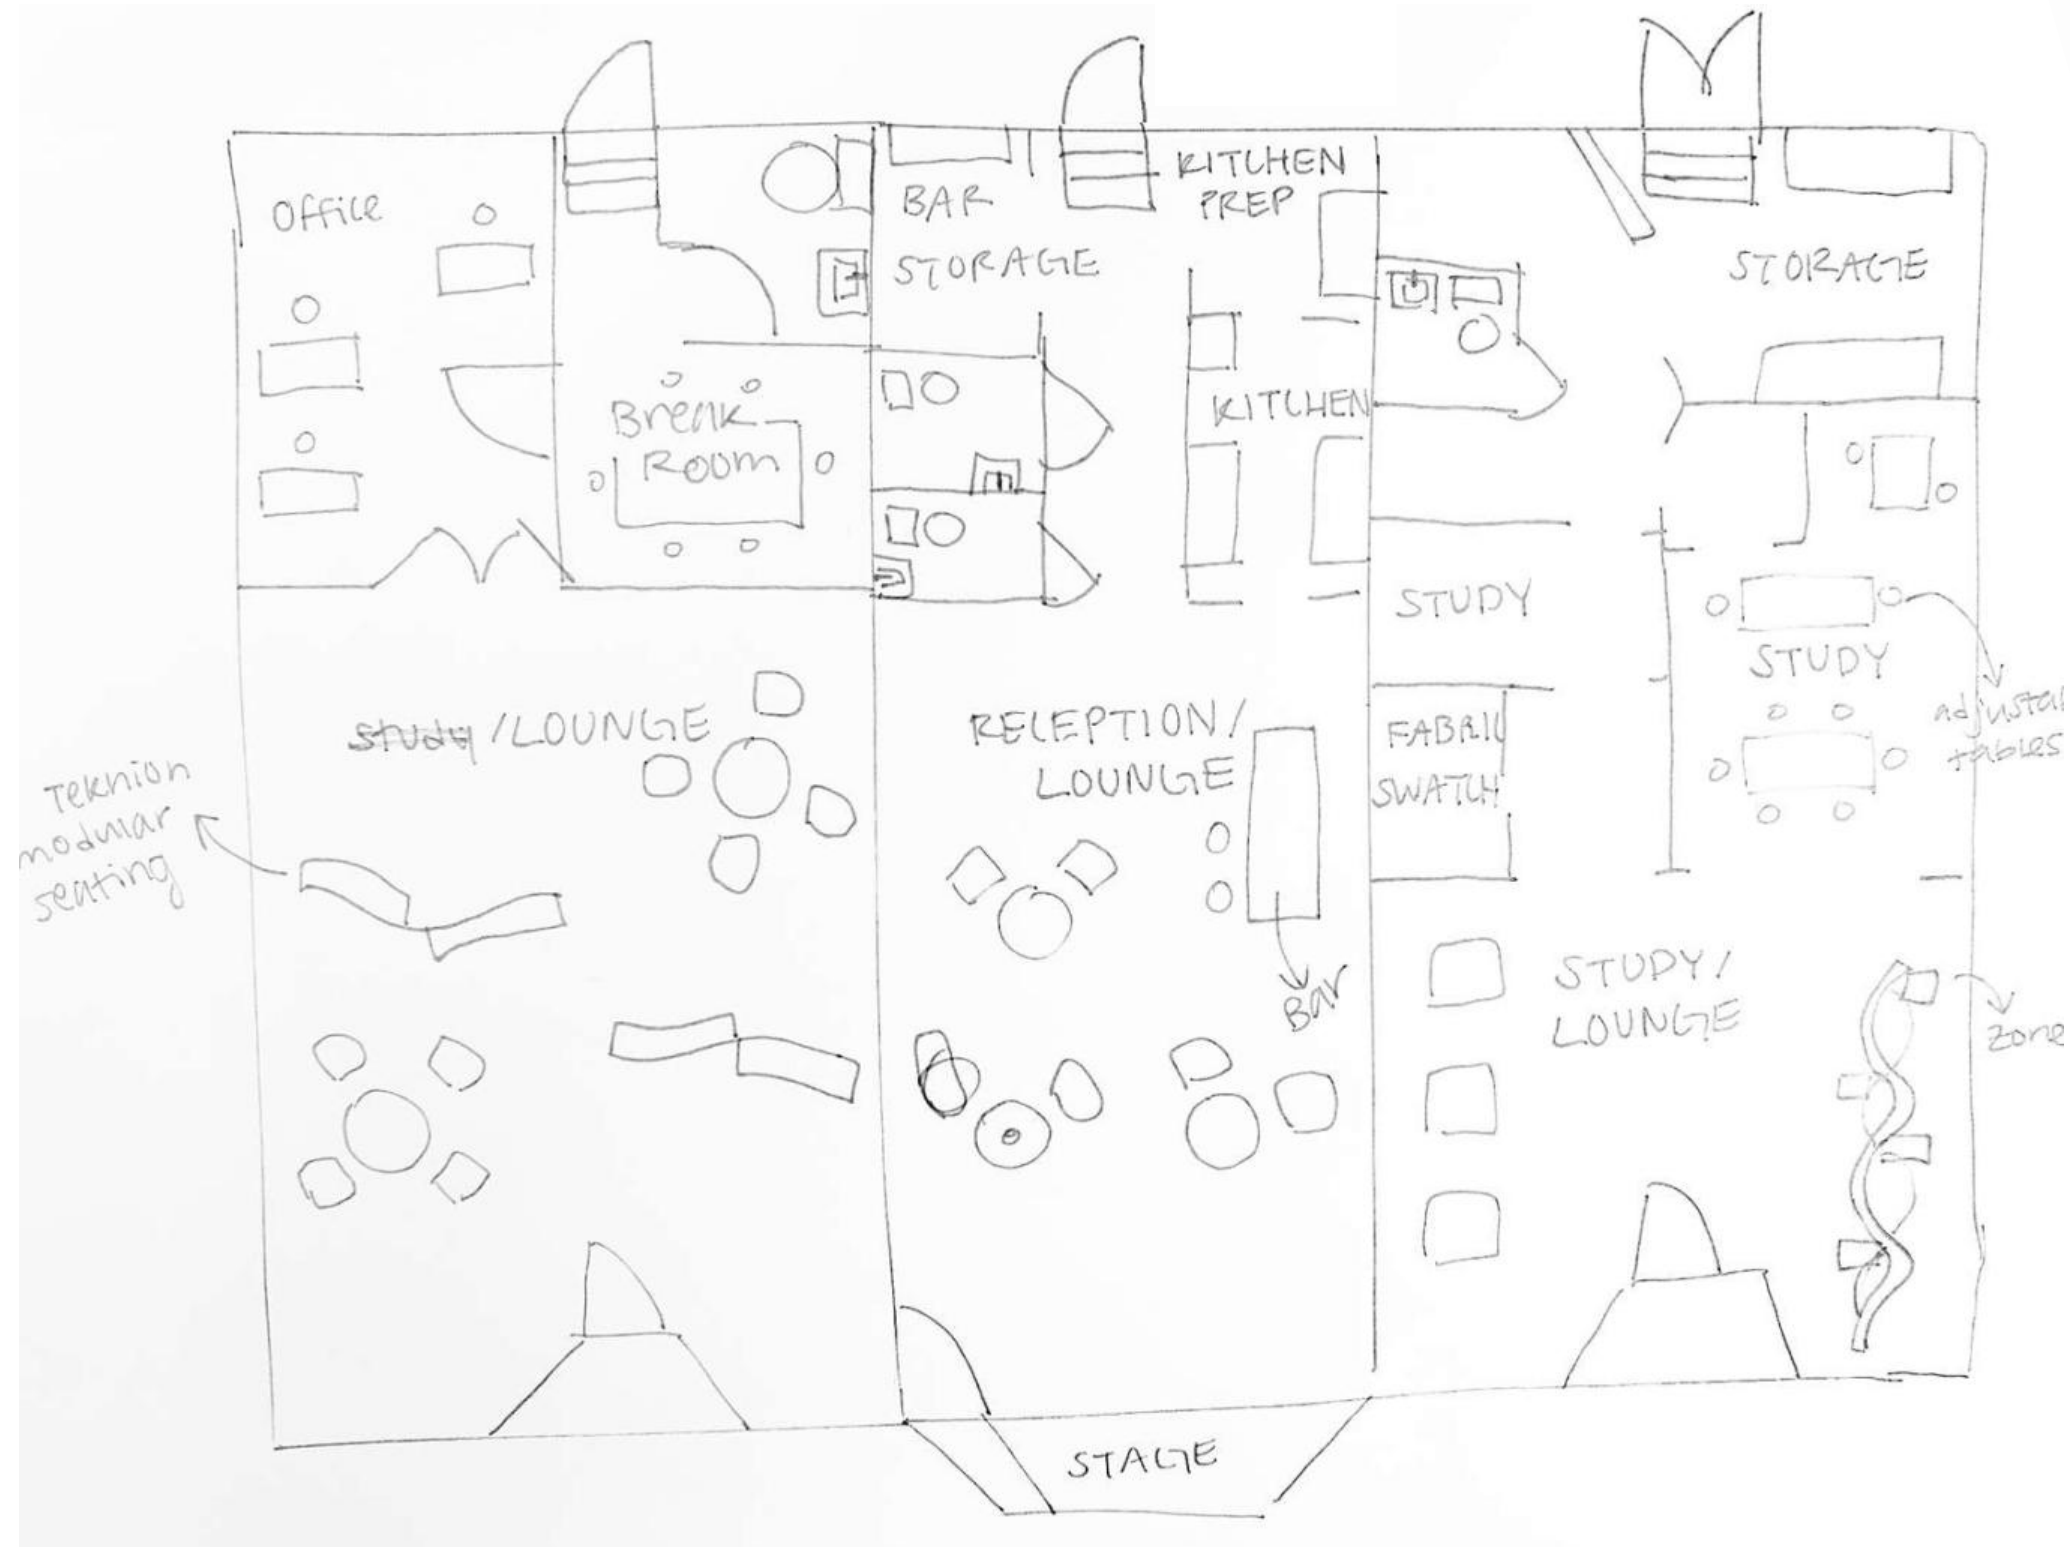 Office
BAR
STORAGE
KITCHEN
PREP
STORAGE
Break
Room
KITCHEN
STUDY
STUDY
adjustab
tables
Study /LOUNGE
RECEPTION/
LOUNGE
FABRIC
SWATCH
Teknion
modular
seating
Bar
STUDY/
LOUNGE
Zone
STAGE